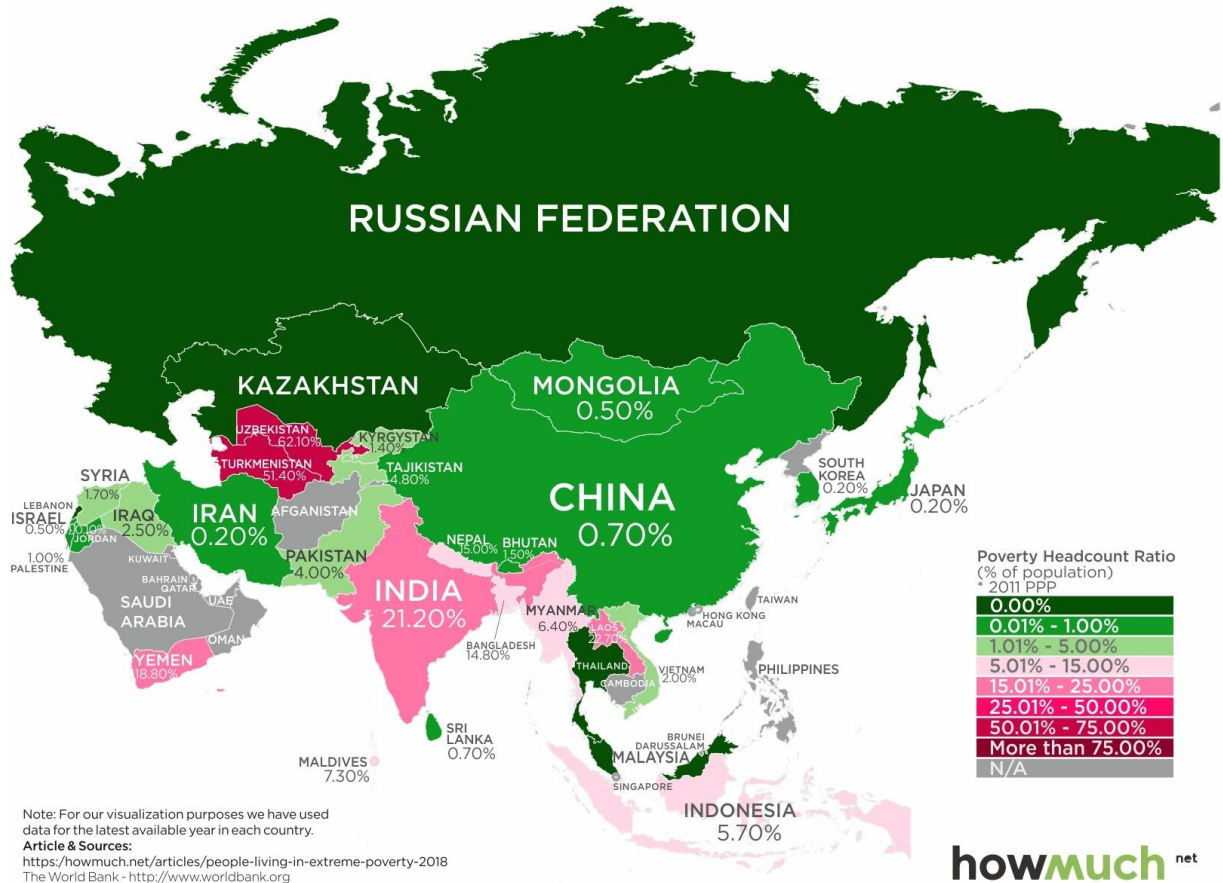 RUSSIAN FEDERATION
KAZAKHSTAN
MONGOLIA
0.50%
UZBEKISTAN
62.10%
KYRGYSTAN
1.40%
TURKMENISTAN
51.40%
TAJIKISTAN
4.80%
SYRIA
1.70%
LEBANON
ISRAEL
0.50%
JORDAN
IRAQ
2.50%
1.00%
PALESTINE
IRAN
0.20%
AFGHANISTAN
PAKISTAN
4.00%
KUWAIT
BAHRAIN
QATAR
UAE
SAUDI
ARABIA
OMAN
YEMEN
18.80%
CHINA
0.70%
SOUTH
KOREA
0.20%
JAPAN
0.20%
NEPAL
15.00%
BHUTAN
1.50%
INDIA
21.20%
BANGLADESH
14.80%
MYANMAR
6.40%
LAOS
22.70%
THAILAND
CAMBODIA
VIETNAM
2.00%
HONG KONG
MACAU
TAIWAN
PHILIPPINES
SRI
LANKA
0.70%
MALDIVES
7.30%
BRUNEI
DARUSSALAM
MALAYSIA
SINGAPORE
INDONESIA
5.70%
Poverty Headcount Ratio
(% of population)
* 2011 PPP
0.00%
0.01% - 1.00%
1.01% - 5.00%
5.01% - 15.00%
15.01% - 25.00%
25.01% - 50.00%
50.01% - 75.00%
More than 75.00%
N/A
Note: For our visualization purposes we have used
data for the latest available year in each country.
Article & Sources:
https:/howmuch.net/articles/people-living-in-extreme-poverty-2018
The World Bank - http://www.worldbank.org
howmuch net